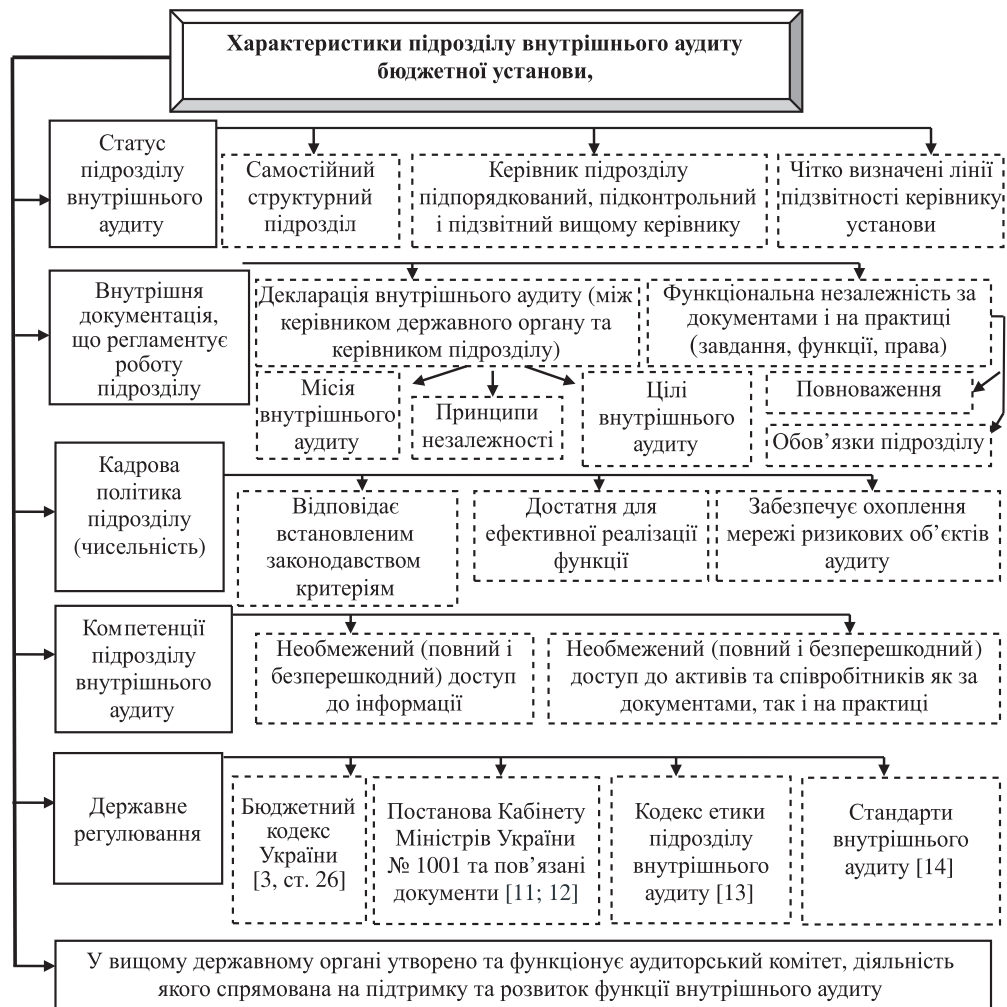 Характеристики підрозділу внутрішнього аудиту
бюджетної установи,
Статус
підрозділу
внутрішнього
аудиту
Самостійний
структурний
підрозділ
Керівник підрозділу
підпорядкований, підконтрольний
і підзвітний вищому керівнику
Чітко визначені лінії
підзвітності керівнику
установи
Внутрішня
документація,
що регламентує
роботу
підрозділу
Декларація внутрішнього аудиту (між
керівником державного органу та
керівником підрозділу)
Функціональна незалежність за
документами і на практиці
(завдання, функції, права)
Місія
внутрішнього
аудиту
Принципи
незалежності
Цілі
внутрішнього
аудиту
Повноваження
Обов’язки підрозділу
Кадрова
політика
підрозділу
(чисельність)
Відповідає
встановленим
законодавством
критеріям
Достатня для
ефективної реалізації
функції
Забезпечує охоплення
мережі ризикових об’єктів
аудиту
Компетенції
підрозділу
внутрішнього
аудиту
Необмежений (повний і
безперешкодний) доступ
до інформації
Необмежений (повний і безперешкодний)
доступ до активів та співробітників як за
документами, так і на практиці
Державне
регулювання
Бюджетний
кодекс
України
[3, ст. 26]
Постанова Кабінету
Міністрів України
№ 1001 та пов’язані
документи [11; 12]
Кодекс етики
підрозділу
внутрішнього
аудиту [13]
Стандарти
внутрішнього
аудиту [14]
У вищому державному органі утворено та функціонує аудиторський комітет, діяльність
якого спрямована на підтримку та розвиток функції внутрішнього аудиту